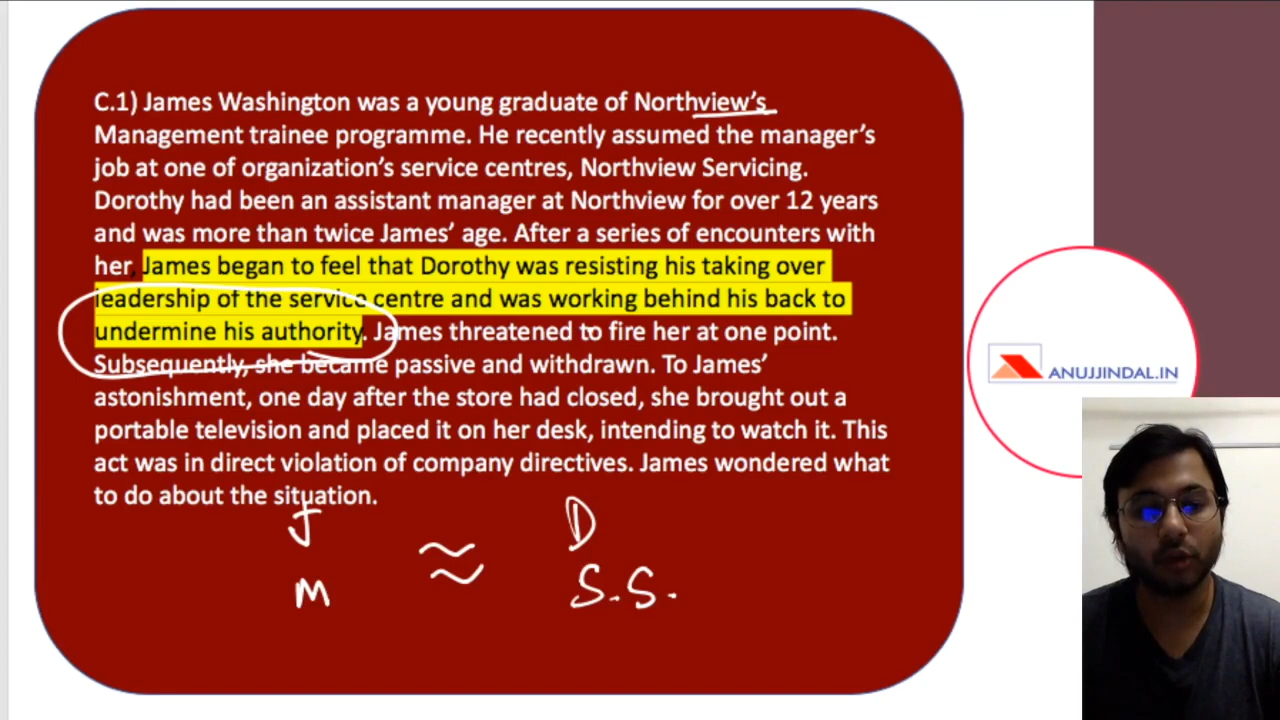 C.1) James Washington was a young graduate of Northview's
Management trainee programme. He recently assumed the manager's
job at one of organization's service centres, Northview Servicing.
Dorothy had been an assistant manager at Northview for over 12 years
and was more than twice James' age. After a series of encounters with
her, James began to feel that Dorothy was resisting his taking over
leadership of the service centre and was working behind his back to
undermine his authority. James threatened to fire her at one point.
Subsequently, she became passive and withdrawn. To James'
astonishment, one day after the store had closed, she brought out a
portable television and placed it on her desk, intending to watch it. This
act was in direct violation of company directives. James wondered what
to do about the situation.
J D
M S.S.
ANUJJINDAL.IN